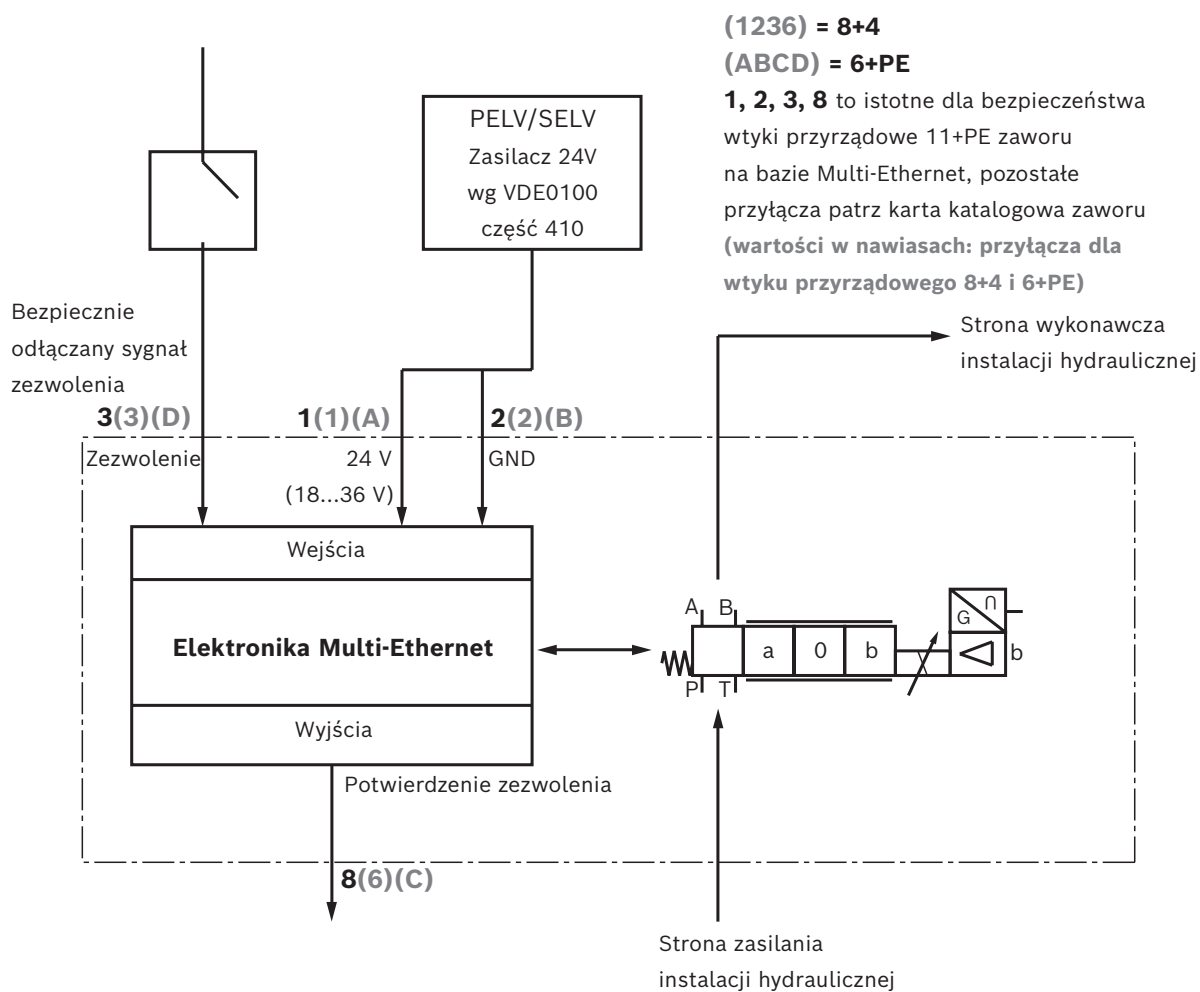 (1236) = 8+4
(ABCD) = 6+PE
1, 2, 3, 8 to istotne dla bezpieczeństwa
wtyki przyrządowe 11+PE zaworu
na bazie Multi-Ethernet, pozostałe
przyłącza patrz karta katalogowa zaworu
(wartości w nawiasach: przyłącza dla
wtyku przyrządowego 8+4 i 6+PE)
PELV/SELV
Zasilacz 24V
wg VDE0100
część 410
Bezpiecznie
odłączany sygnał
zezwolenia
Strona wykonawcza
instalacji hydraulicznej
3(3)(D)
1(1)(A)
2(2)(B)
Zezwolenie
24 V
(18...36 V)
GND
Wejścia
Elektronika Multi-Ethernet
Wyjścia
A B
a 0 b
P T
U
G
b
Potwierdzenie zezwolenia
8(6)(C)
Strona zasilania
instalacji hydraulicznej